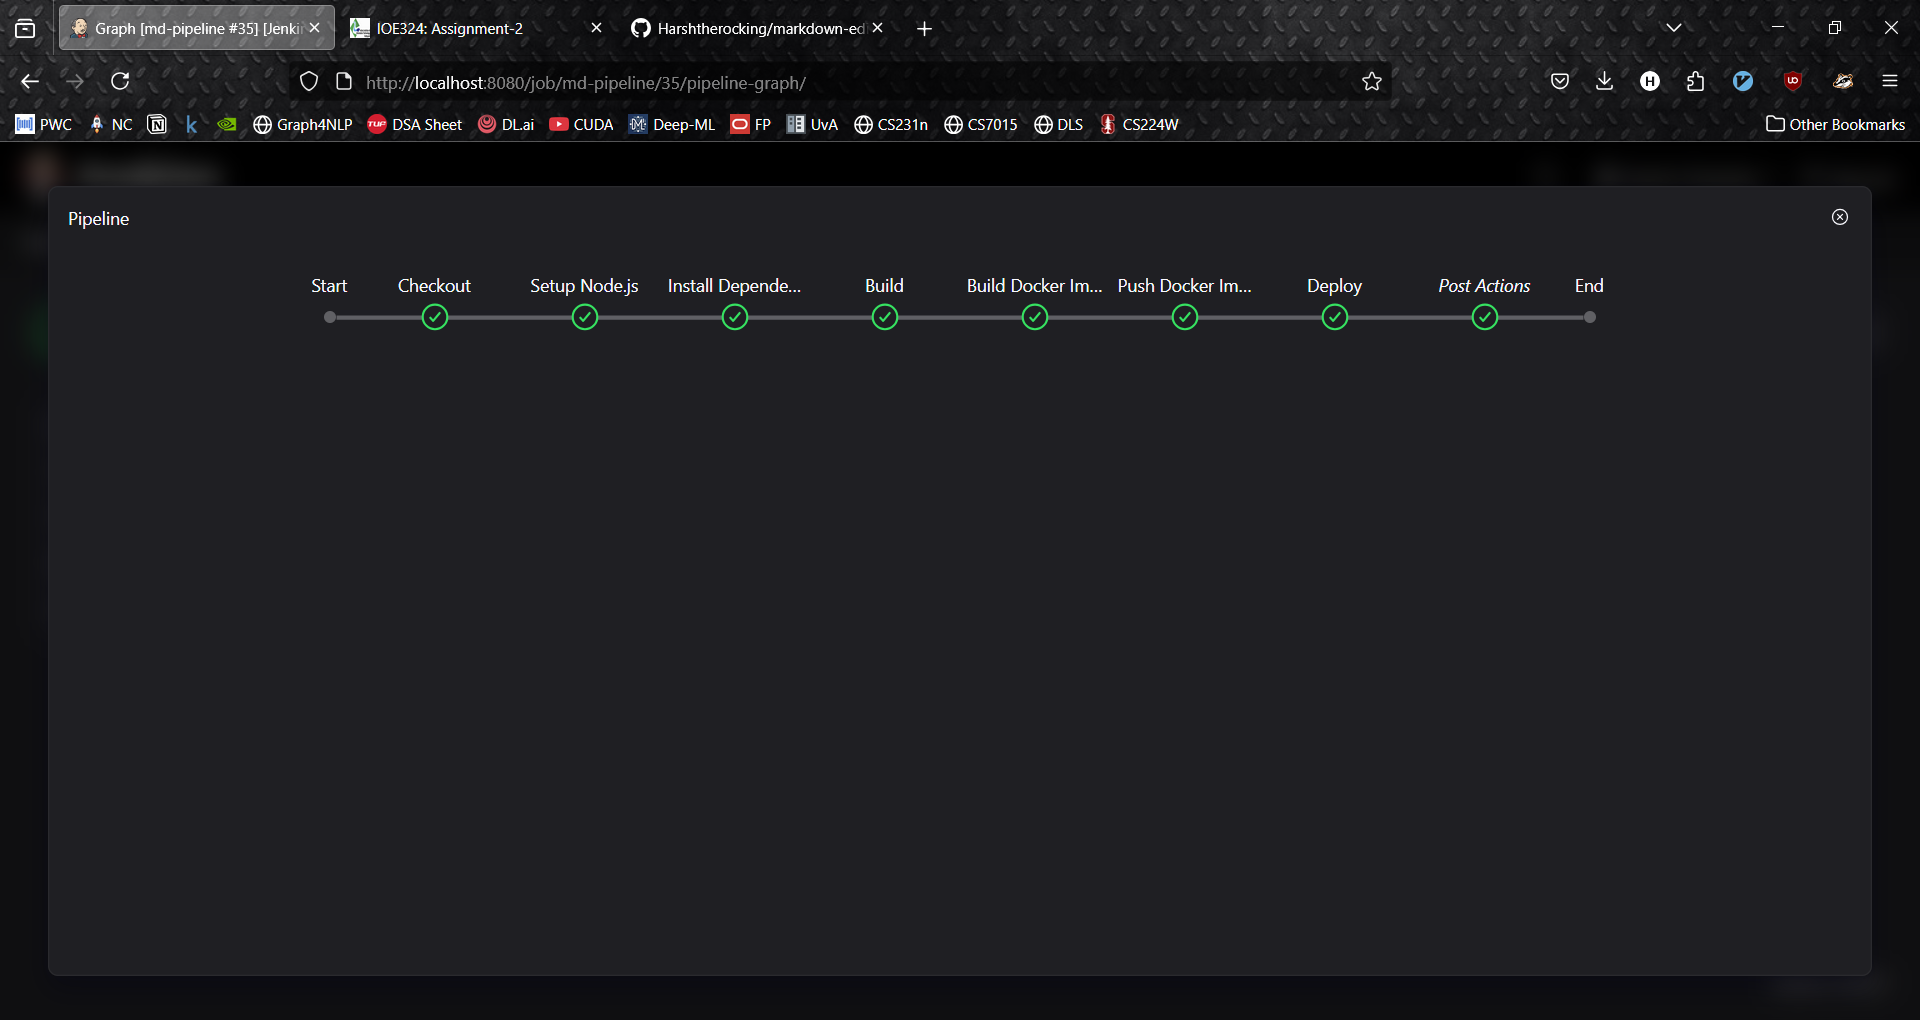 Graph [md-pipeline #35] [Jenki
IOE324: Assignment-2
Harshtherocking/markdown-ed
http://localhost:8080/job/md-pipeline/35/pipeline-graph/
PWC NC Graph4NLP DSA Sheet DL.ai CUDA Deep-ML FP UvA CS231n CS7015 DLS CS224W Other Bookmarks
Pipeline
Start Checkout Setup Node.js Install Depende... Build Build Docker Im... Push Docker Im... Deploy Post Actions End